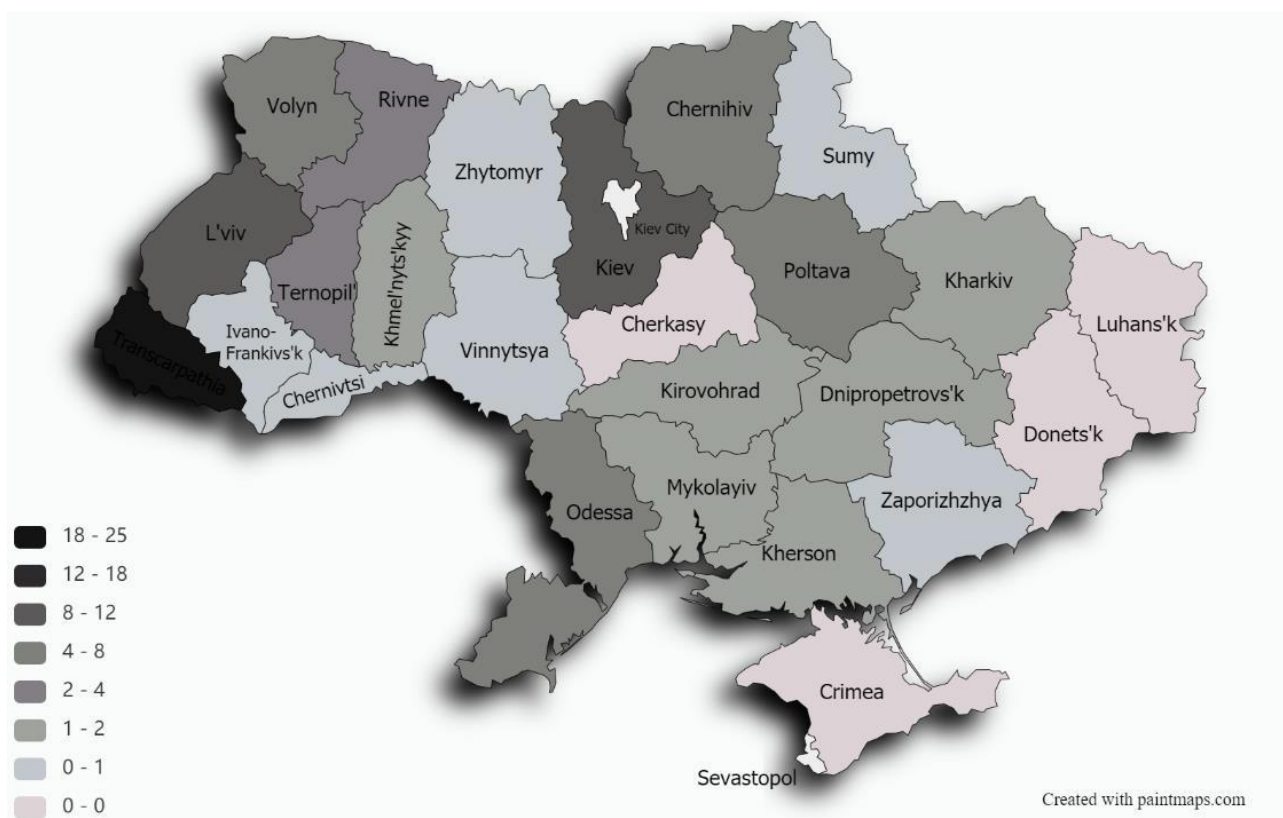 Volyn
Rivne
Chernihiv
Sumy
Zhytomyr
L'viv
Kiev City
Kiev
Ternopil'
Khmel'nyts'kyy
Poltava
Kharkiv
Transcarpathia
Ivano-
Frankivs'k
Chernivtsi
Vinnytsya
Cherkasy
Luhans'k
Kirovohrad
Dnipropetrovs'k
Donets'k
Mykolayiv
Zaporizhzhya
Odessa
Kherson
Crimea
Sevastopol
18 - 25
12 - 18
8 - 12
4 - 8
2 - 4
1 - 2
0 - 1
0 - 0
Created with paintmaps.com